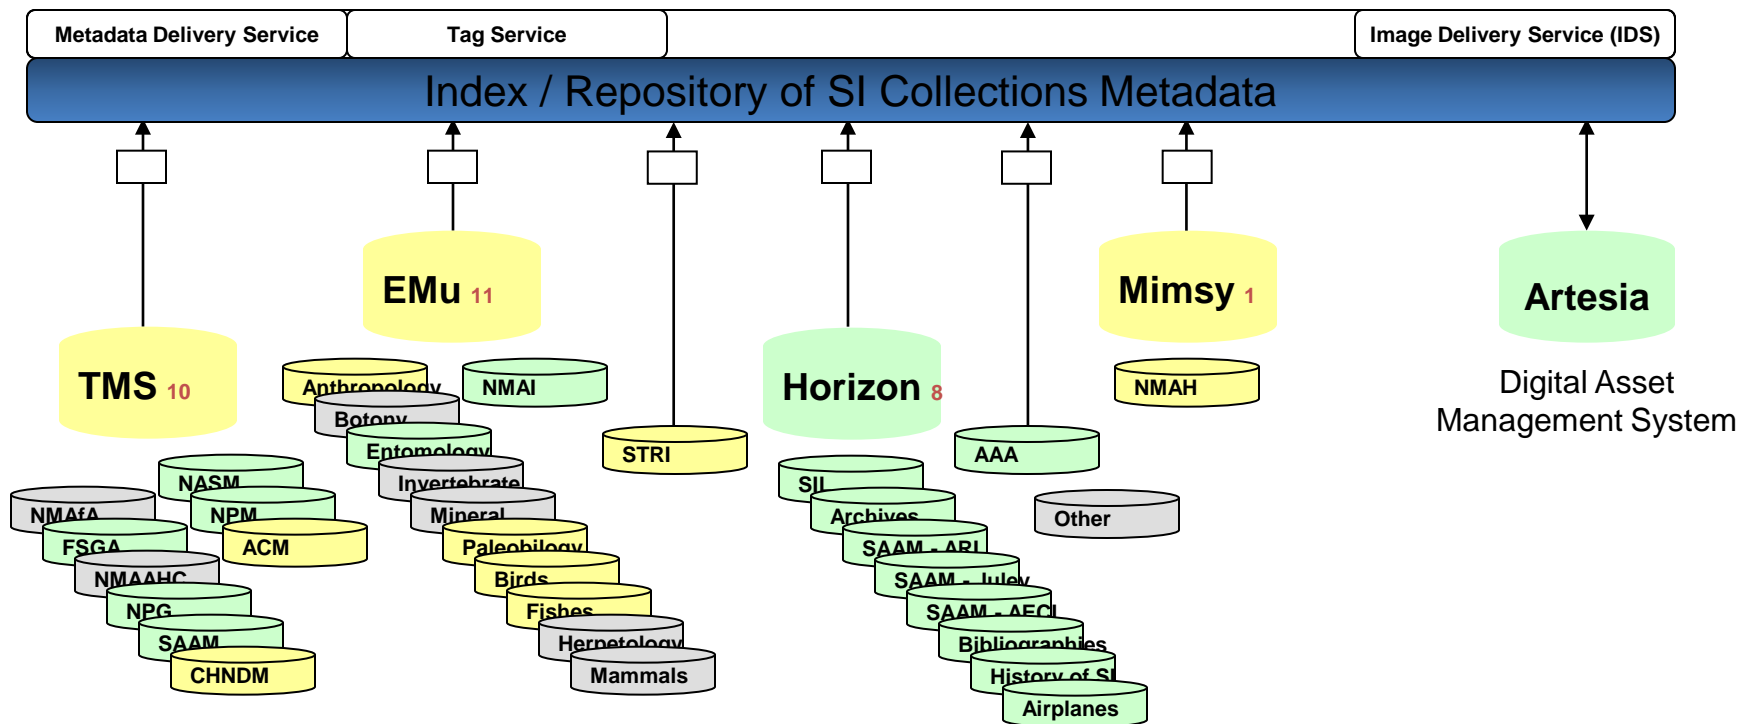 Metadata Delivery Service
Tag Service
Image Delivery Service (IDS)
Index / Repository of SI Collections Metadata
EMu 11
Mimsy 1
Artesia
TMS 10
Horizon 8
Digital Asset
Management System
Anthropology
NMAI
NMAH
Botony
Entomology
STRI
AAA
Invertebrate
Mineral
Paleobilogy
Birds
Fishes
Herpetology
Mammals
NASM
NMAfA
NPM
FSGA
ACM
NMAAHC
NPG
SAAM
CHNDM
SIL
Archives
SAAM - ARI
SAAM - Juley
SAAM - AECI
Bibliographies
History of SI
Airplanes
Other